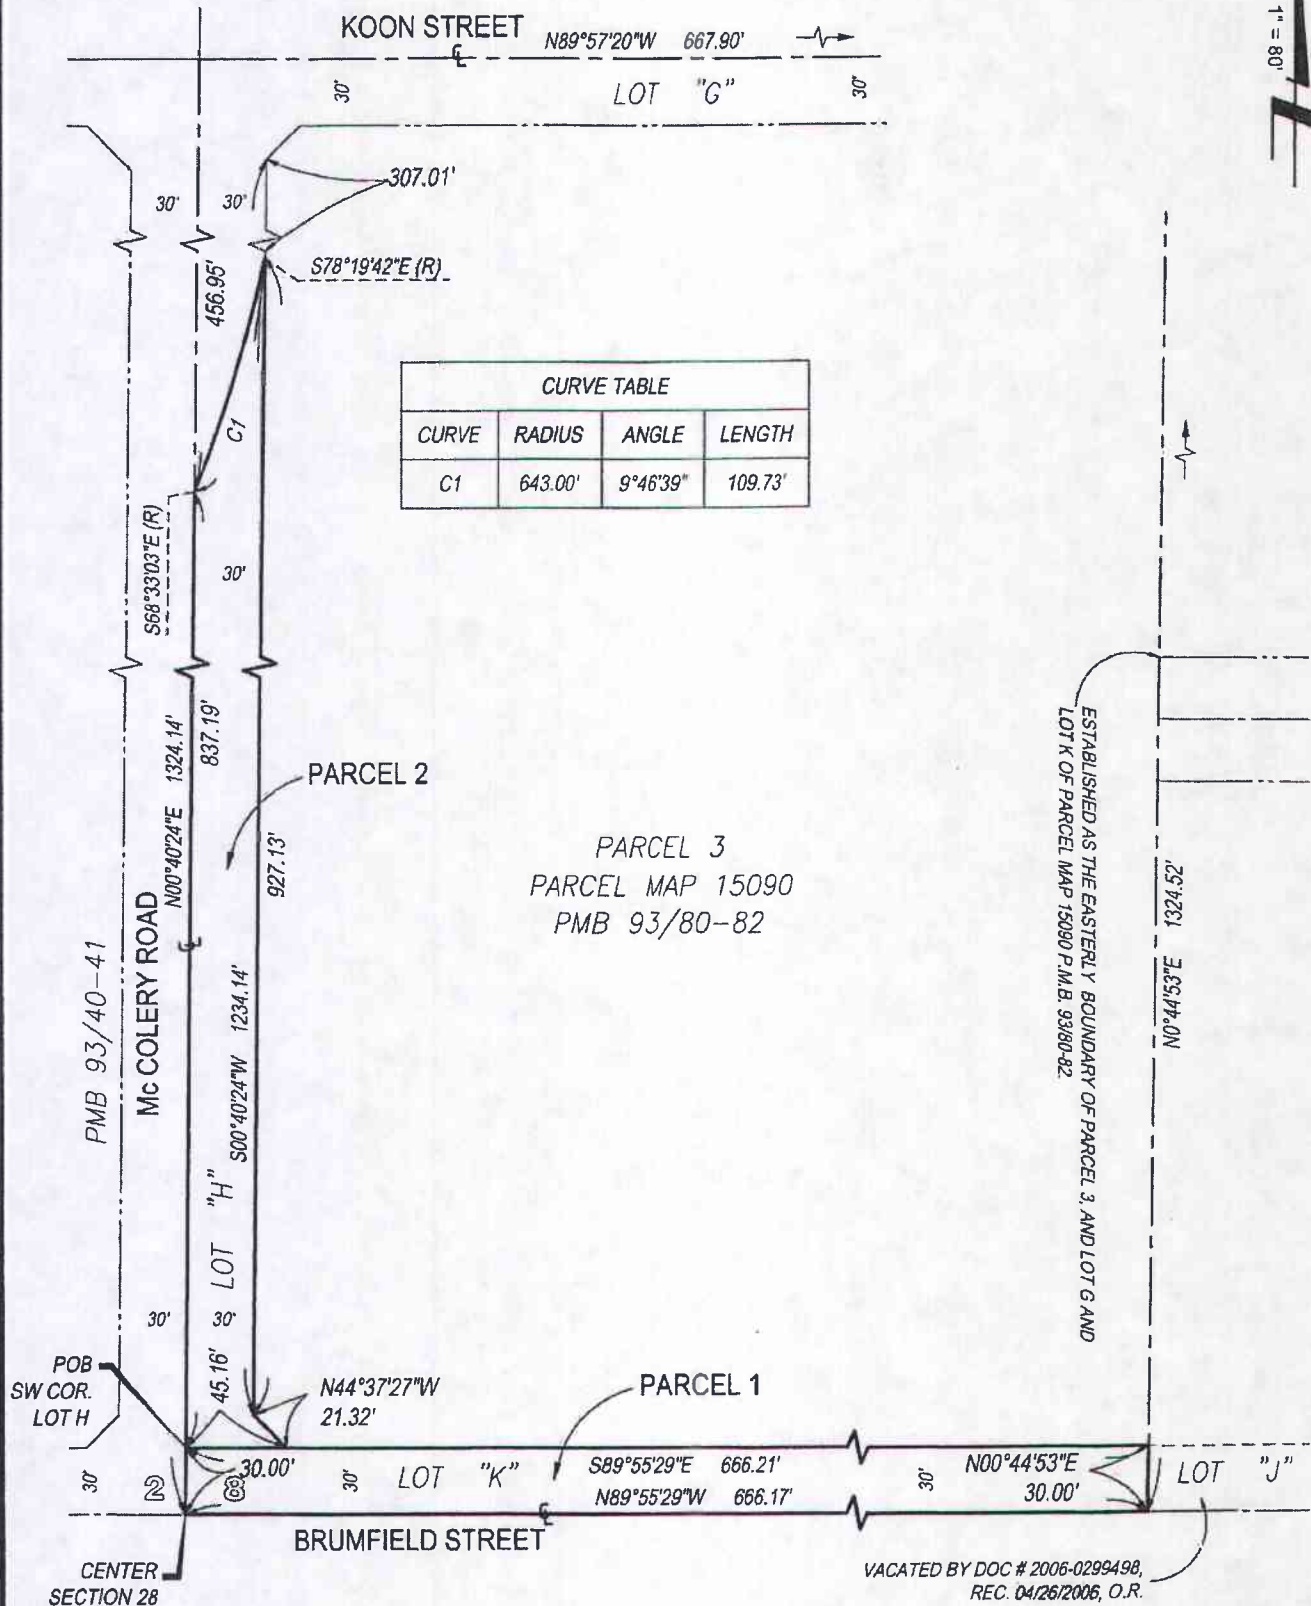 KOON STREET
N89°57'20"W 667.90'
1" = 80'
30'
LOT "G"
30'
307.01'
30'
30'
S78°19'42"E (R)
456.95'
C1
CURVE TABLE
CURVE RADIUS ANGLE LENGTH
C1 643.00' 9°46'39" 109.73'
S68°33'03"E (R)
30'
N00°40'24"E 1324.14'
837.19'
PARCEL 2
927.13'
PARCEL 3
PARCEL MAP 15090
PMB 93/80-82
ESTABLISHED AS THE EASTERLY BOUNDARY OF PARCEL 3, AND LOT G AND
LOT K OF PARCEL MAP 15090 P.M.B. 93/80-82.
N0°44'53"E 1324.52'
PMB 93/40-41
Mc COLERY ROAD
S00°40'24"W 1234.14'
LOT "H"
30'
30'
45.16'
POB
SW COR.
LOT H
N44°37'27"W
21.32'
PARCEL 1
30'
2 8
30.00'
30'
LOT "K"
S89°55'29"E 666.21'
N89°55'29"W 666.17'
30'
N00°44'53"E
30.00'
LOT "J"
BRUMFIELD STREET
CENTER
SECTION 28
VACATED BY DOC # 2006-0299498,
REC. 04/26/2006, O.R.